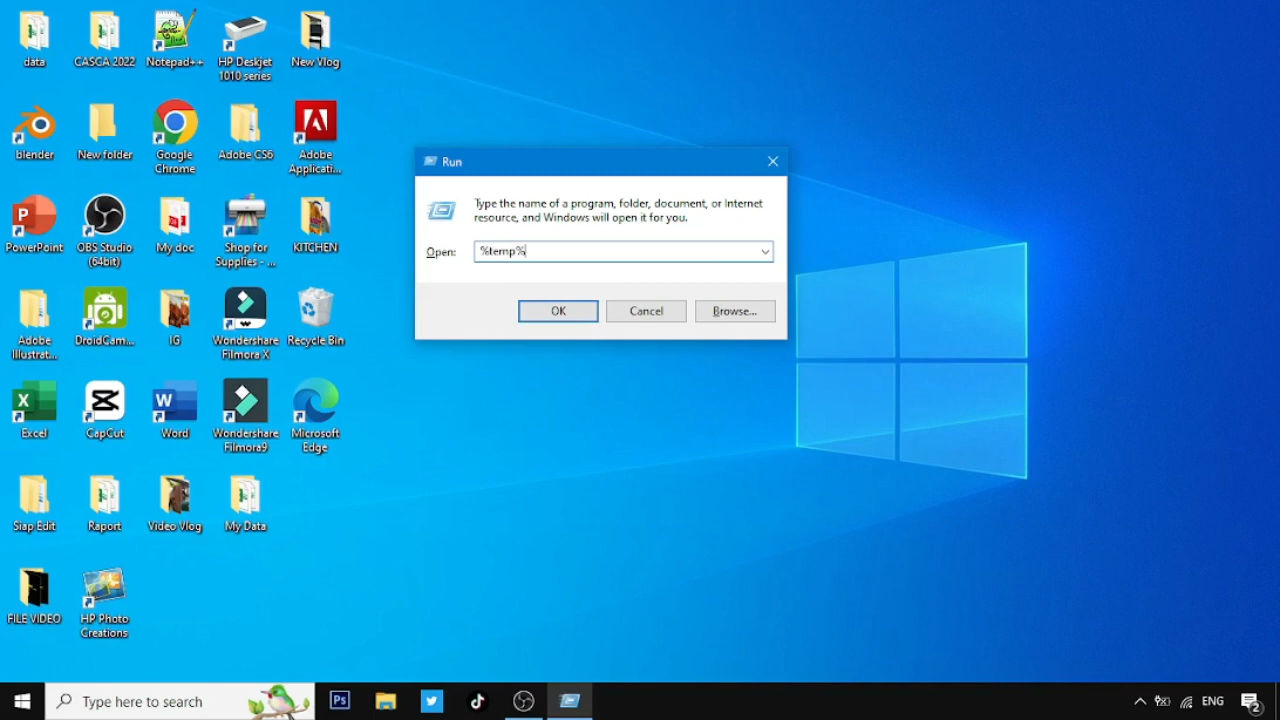 data
CASCA 2022
Notepad++
HP Deskjet
1010 series
New Vlog
blender
New folder
Google
Chrome
Adobe CS6
Adobe
Applicati...
PowerPoint
OBS Studio
(64bit)
My doc
Shop for
Supplies - ...
KITCHEN
Adobe
Illustrat...
DroidCam...
IG
Wondershare
Filmora X
Recycle Bin
Excel
CapCut
Word
Wondershare
Filmora9
Microsoft
Edge
Siap Edit
Raport
Video Vlog
My Data
FILE VIDEO
HP Photo
Creations
Run
Type the name of a program, folder, document, or Internet
resource, and Windows will open it for you.
Open: %temp%
OK Cancel Browse...
Type here to search
Ps
ENG
2